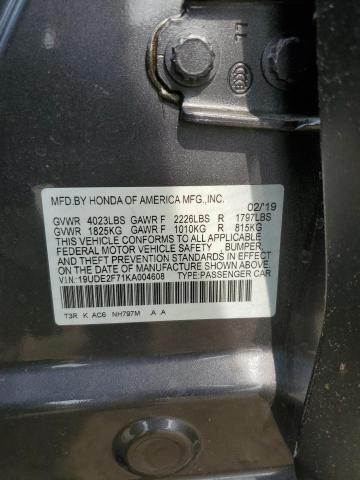 77
MFD.BY HONDA OF AMERICA MFG.,INC.
02/19
GVWR 4023LBS GAWR F 2226LBS R 1797LBS
GVWR 1825KG GAWR F 1010KG R 815KG
THIS VEHICLE CONFORMS TO ALL APPLICABLE
FEDERAL MOTOR VEHICLE SAFETY BUMPER,
AND THEFT PREVENTION STANDARDS IN EFFECT
ON THE DATE OF MANUFACTURE SHOWN ABOVE.
V.I.N: 19UDE2F71KA004608 TYPE:PASSENGER CAR
T3R K AC6 NH797M .A A